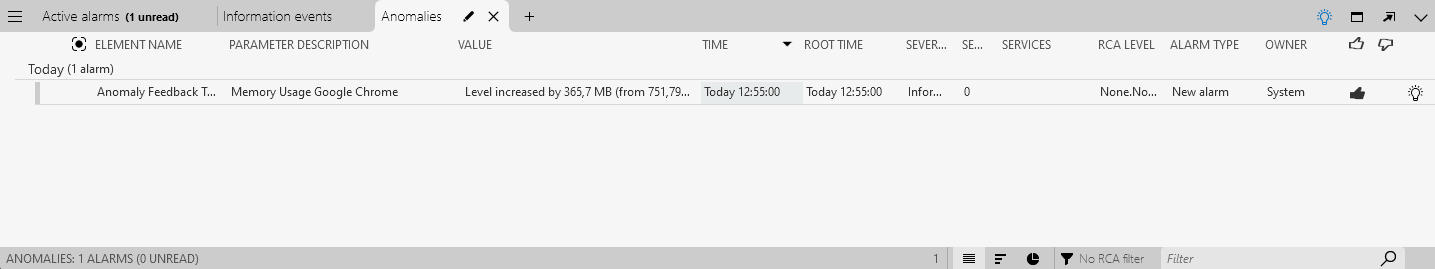 Active alarms (1 unread) Information events Anomalies
ELEMENT NAME PARAMETER DESCRIPTION VALUE TIME ROOT TIME SEVER... SE... SERVICES RCA LEVEL ALARM TYPE OWNER
Today (1 alarm)
Anomaly Feedback T... Memory Usage Google Chrome Level increased by 365,7 MB (from 751,79... Today 12:55:00 Today 12:55:00 Infor... 0 None.No... New alarm System
ANOMALIES: 1 ALARMS (0 UNREAD) 1 No RCA filter Filter